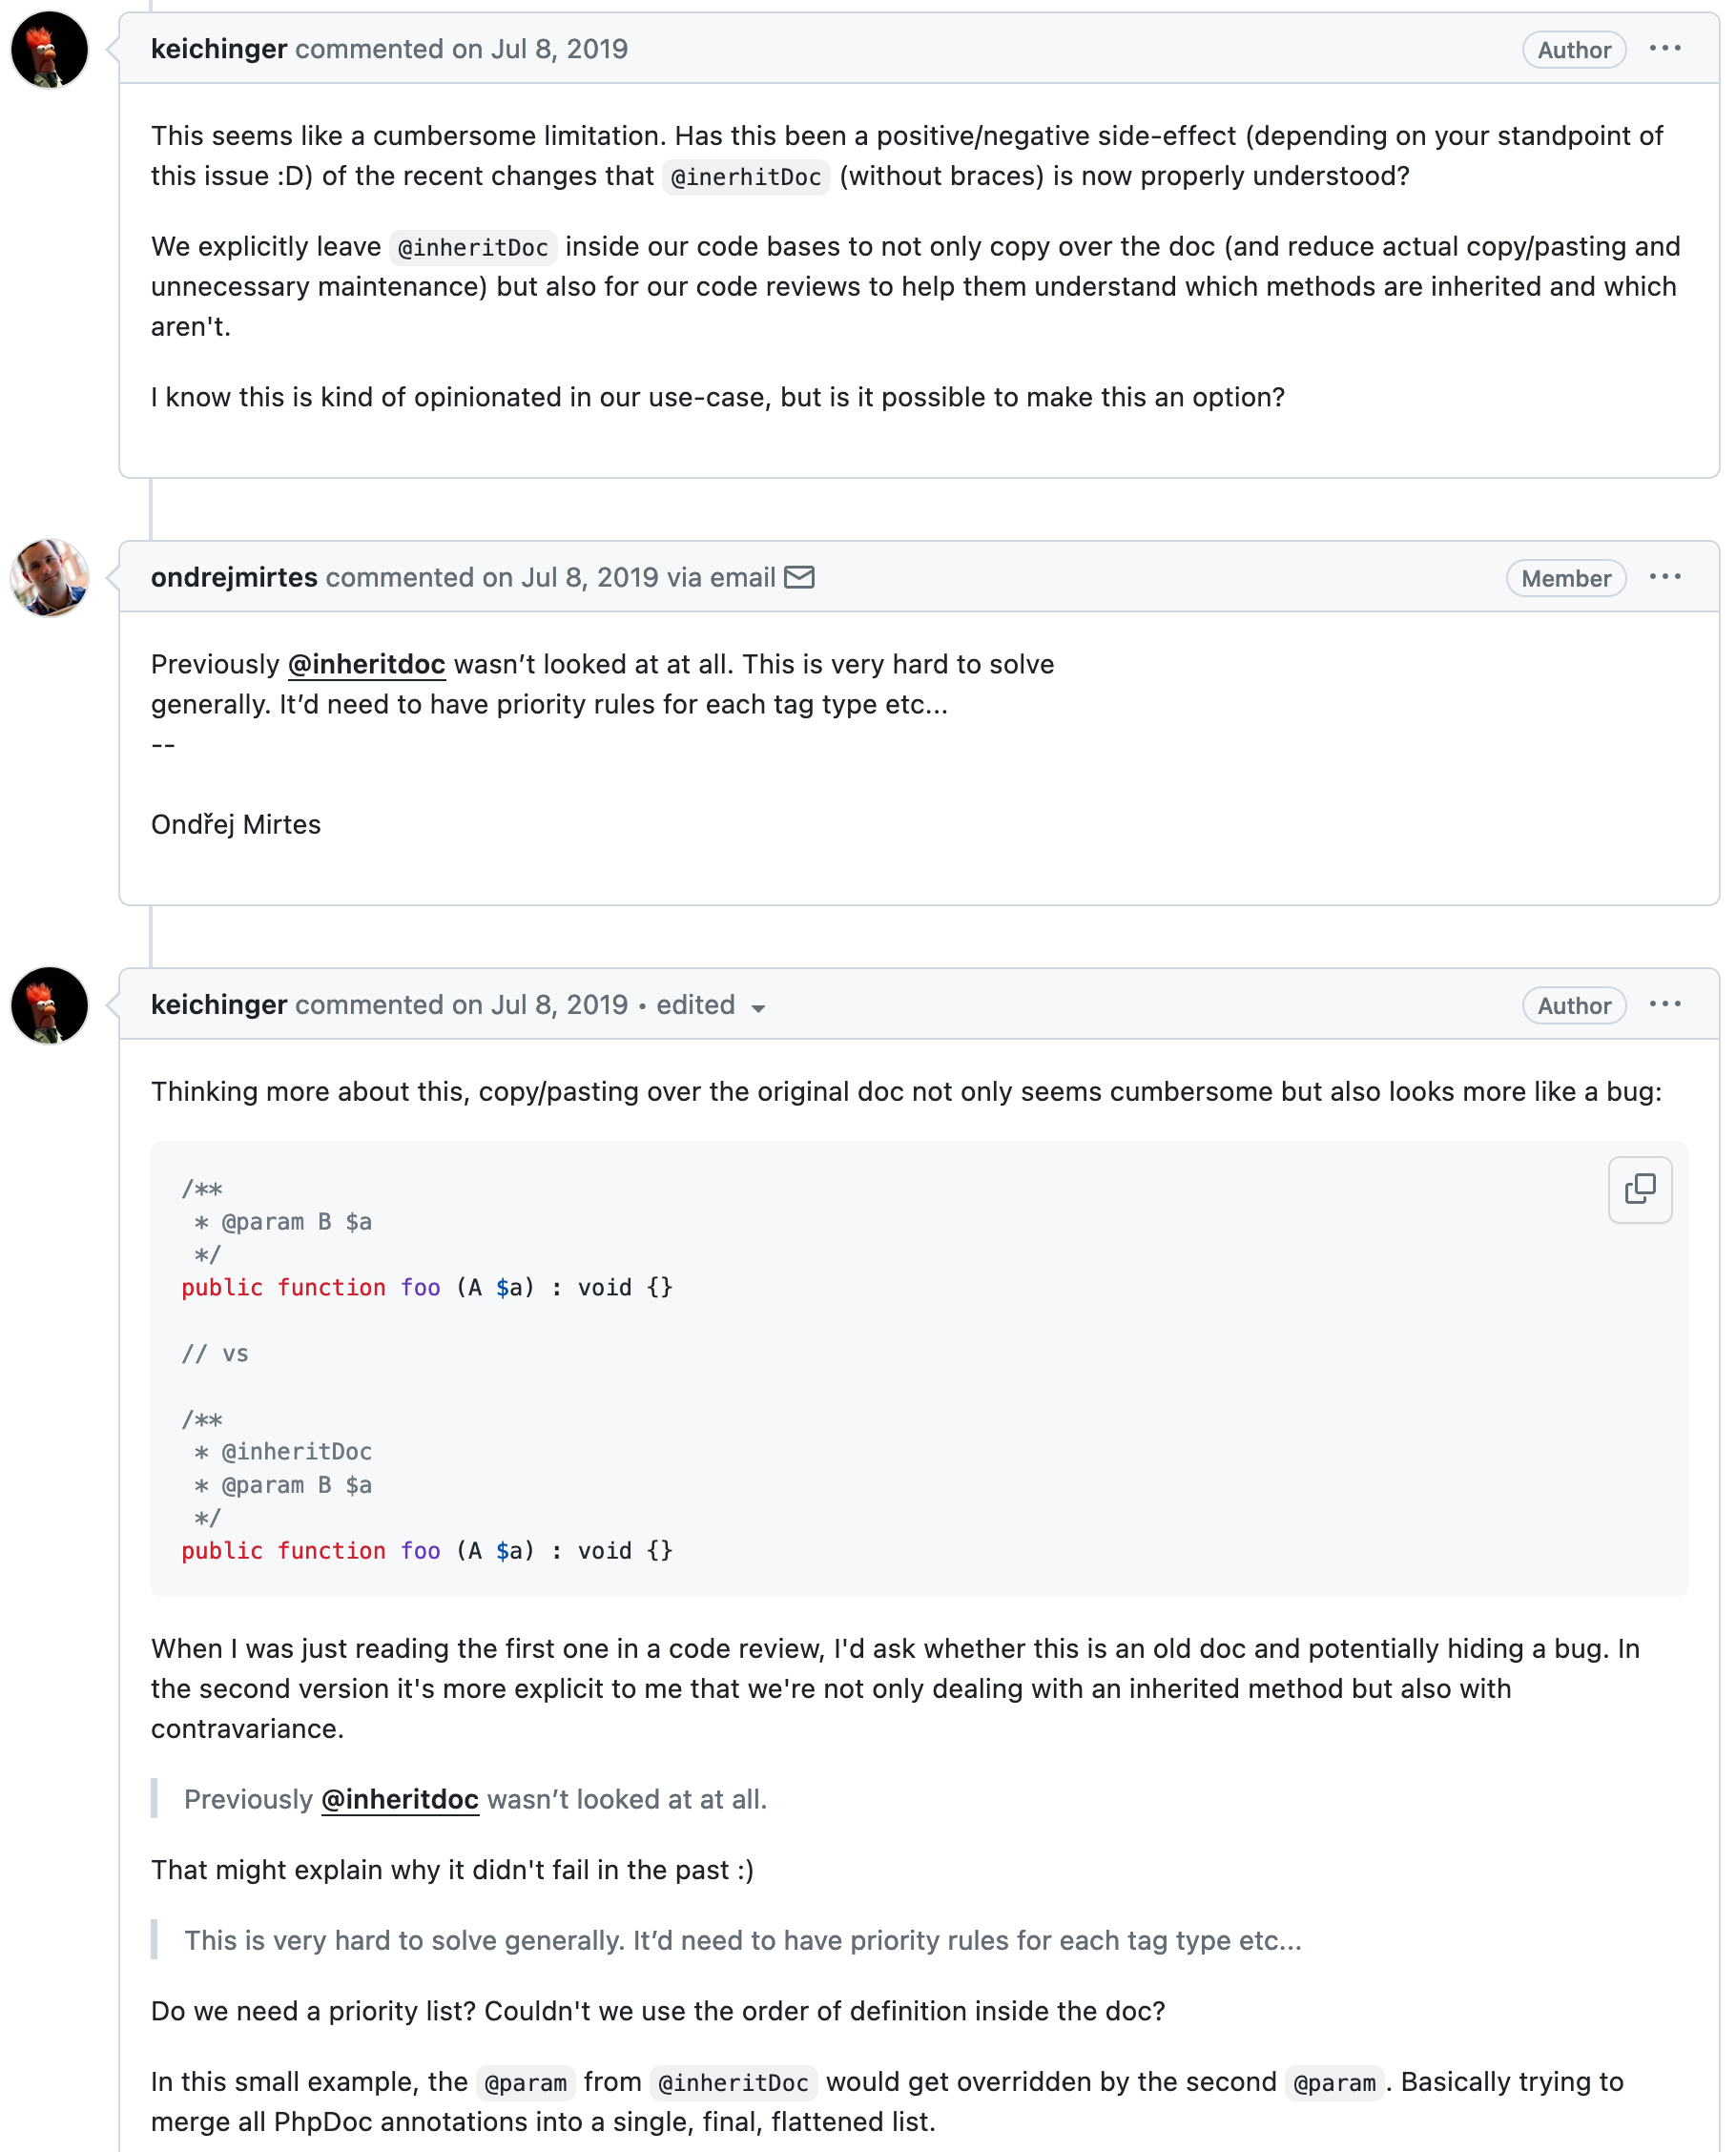 keichinger commented on Jul 8, 2019
Author
This seems like a cumbersome limitation. Has this been a positive/negative side-effect (depending on your standpoint of
this issue :D) of the recent changes that @inerhitDoc (without braces) is now properly understood?
We explicitly leave @inheritDoc inside our code bases to not only copy over the doc (and reduce actual copy/pasting and
unnecessary maintenance) but also for our code reviews to help them understand which methods are inherited and which
aren't.
I know this is kind of opinionated in our use-case, but is it possible to make this an option?
ondrejmirtes commented on Jul 8, 2019 via email
Member
Previously @inheritdoc wasn’t looked at at all. This is very hard to solve
generally. It’d need to have priority rules for each tag type etc...
--
Ondřej Mirtes
keichinger commented on Jul 8, 2019 • edited
Author
Thinking more about this, copy/pasting over the original doc not only seems cumbersome but also looks more like a bug:
/**
 * @param B $a
 */
public function foo (A $a) : void {}
// vs
/**
 * @inheritDoc
 * @param B $a
 */
public function foo (A $a) : void {}
When I was just reading the first one in a code review, I'd ask whether this is an old doc and potentially hiding a bug. In
the second version it's more explicit to me that we're not only dealing with an inherited method but also with
contravariance.
Previously @inheritdoc wasn’t looked at at all.
That might explain why it didn't fail in the past :)
This is very hard to solve generally. It’d need to have priority rules for each tag type etc...
Do we need a priority list? Couldn't we use the order of definition inside the doc?
In this small example, the @param from @inheritDoc would get overridden by the second @param. Basically trying to
merge all PhpDoc annotations into a single, final, flattened list.